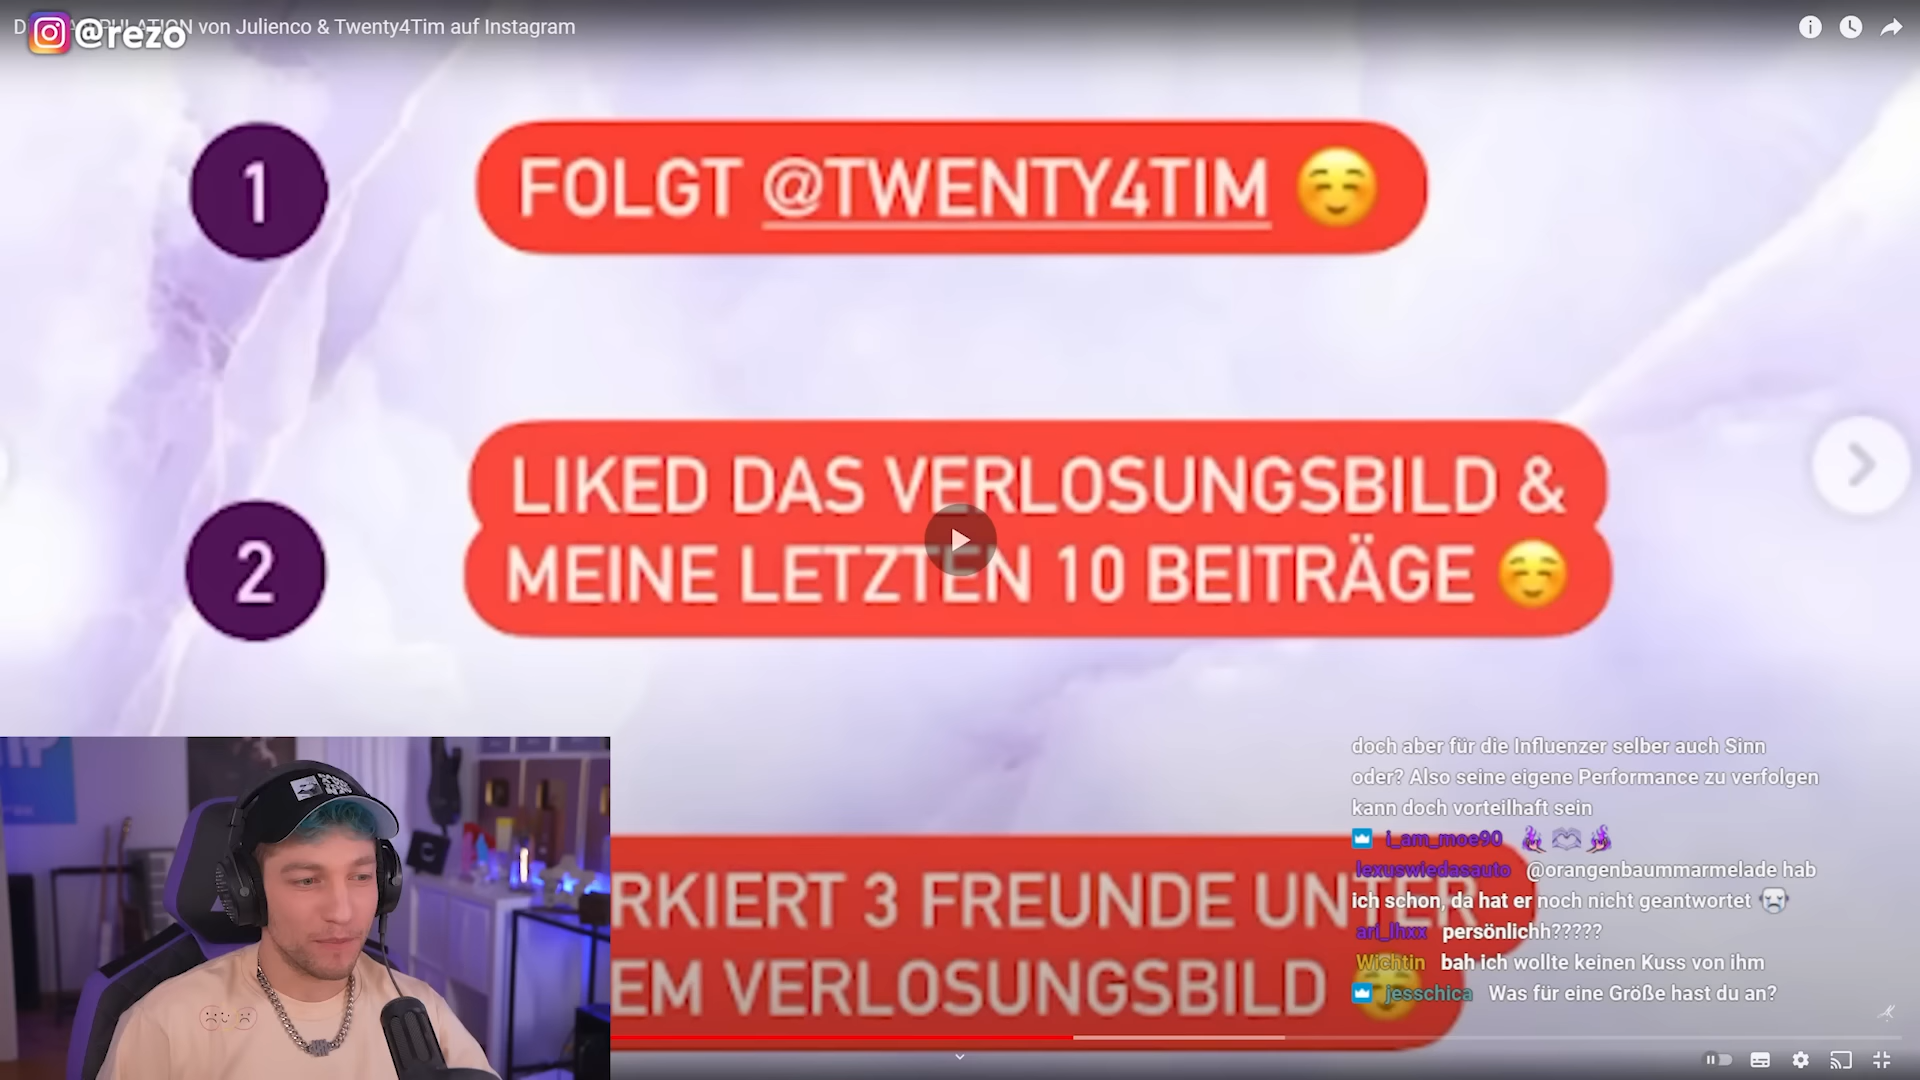 @rezo
von Julienco & Twenty4Tim auf Instagram
1
FOLGT @TWENTY4TIM
LIKED DAS VERLOSUNGSBILD &
2
MEINE LETZTEN 10 BEITRÄGE
RKIERT 3 FREUNDE UNTER
EM VERLOSUNGSBILD
doch aber für die Influenzer selber auch Sinn
oder? Also seine eigene Performance zu verfolgen
kann doch vorteilhaft sein
i_am_moe90
lexuswiedasauto @orangenbaummarmelade hab
ich schon, da hat er noch nicht geantwortet
ari_lhxx persönlichh?????
Wichtin bah ich wollte keinen Kuss von ihm
jesschica Was für eine Größe hast du an?